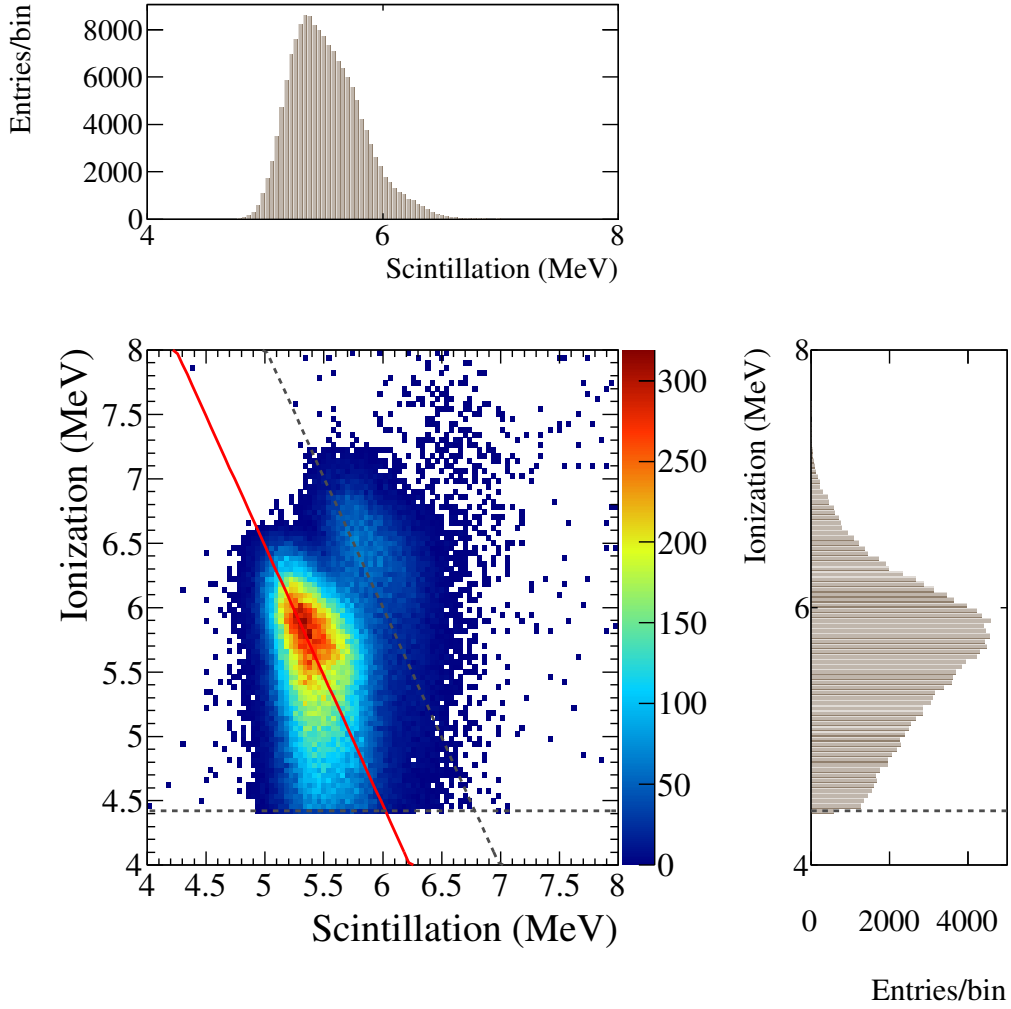 Entries/bin
8000
6000
4000
2000
0
4 6 8
Scintillation (MeV)
Ionization (MeV)
8
7.5
7
6.5
6
5.5
5
4.5
4
4 4.5 5 5.5 6 6.5 7 7.5 8
Scintillation (MeV)
300
250
200
150
100
50
0
Ionization (MeV)
8
6
4
0 2000 4000
Entries/bin